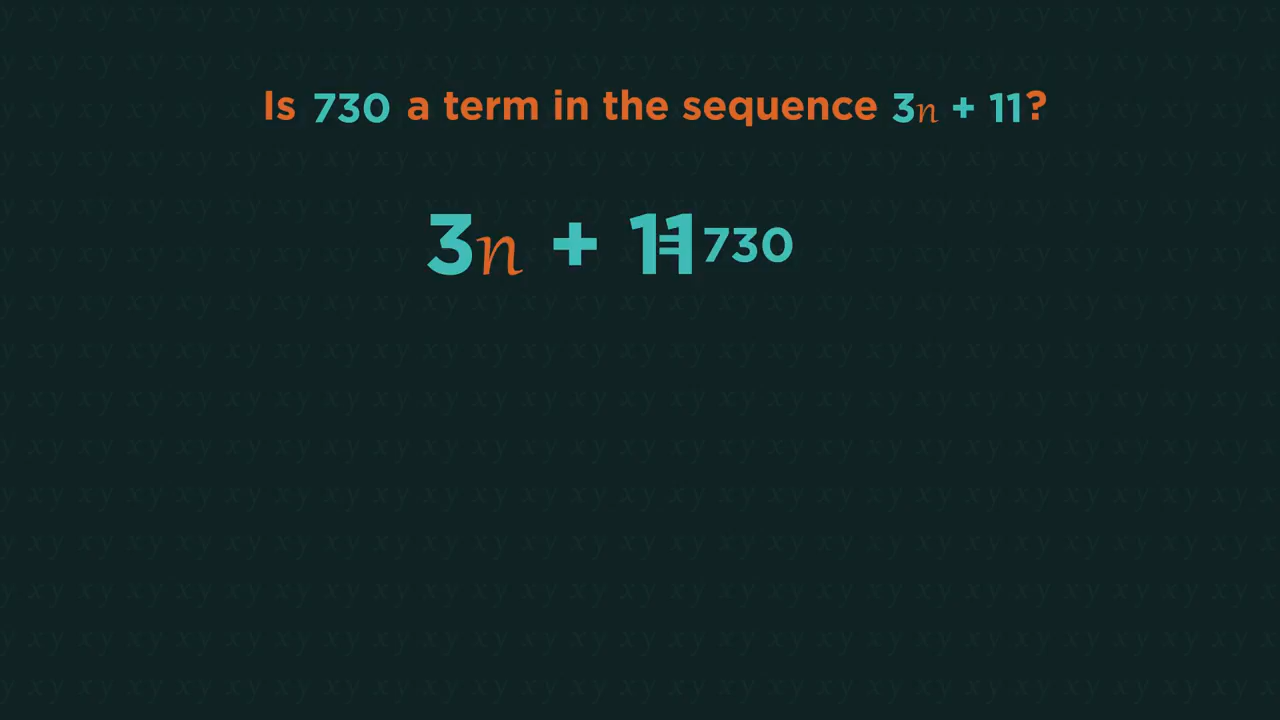 Is 730 a term in the sequence 3n + 11?
3n + 11 = 730